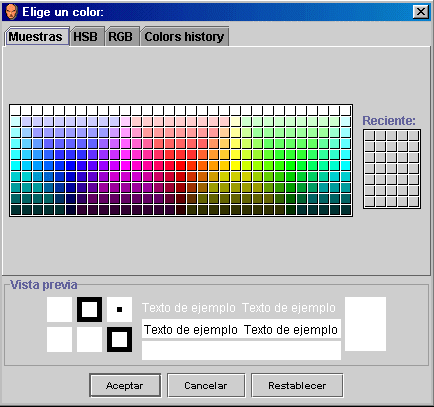 Elige un color:
Muestras HSB RGB Colors history
Reciente:
Vista previa
Texto de ejemplo Texto de ejemplo
Texto de ejemplo Texto de ejemplo
Aceptar Cancelar Restablecer